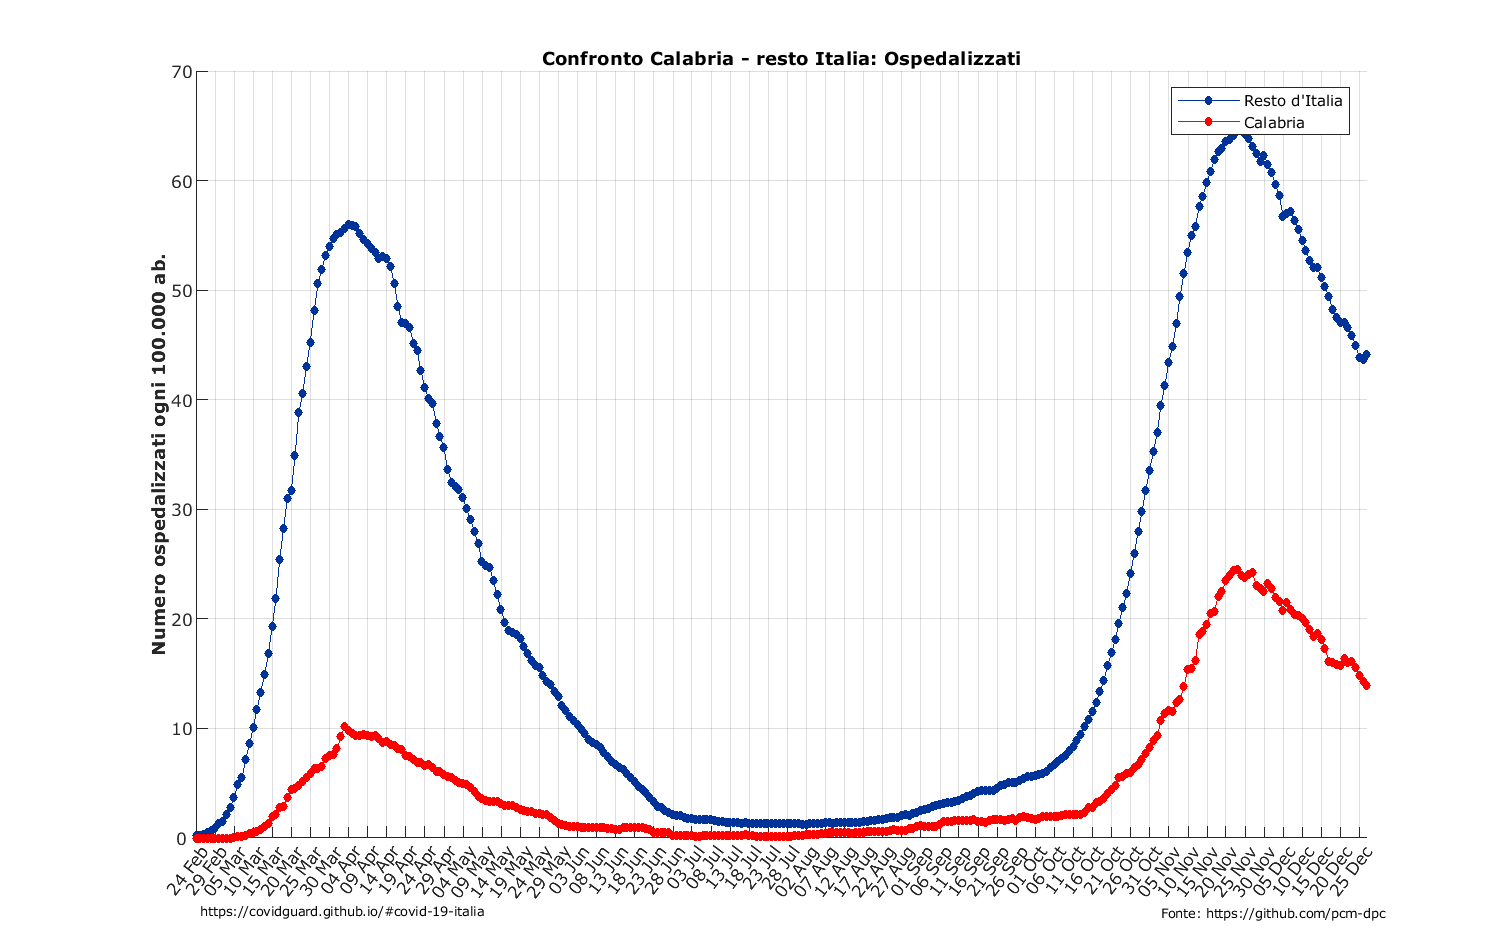 Confronto Calabria - resto Italia: Ospedalizzati
Resto d'Italia
Calabria
Numero ospedalizzati ogni 100.000 ab.
70
60
50
40
30
20
10
0
24 Feb
29 Feb
05 Mar
10 Mar
15 Mar
20 Mar
25 Mar
30 Mar
04 Apr
09 Apr
14 Apr
19 Apr
24 Apr
29 Apr
04 May
09 May
14 May
19 May
24 May
29 May
03 Jun
08 Jun
13 Jun
18 Jun
23 Jun
28 Jun
03 Jul
08 Jul
13 Jul
18 Jul
23 Jul
28 Jul
02 Aug
07 Aug
12 Aug
17 Aug
22 Aug
27 Aug
01 Sep
06 Sep
11 Sep
16 Sep
21 Sep
26 Sep
01 Oct
06 Oct
11 Oct
16 Oct
21 Oct
26 Oct
31 Oct
05 Nov
10 Nov
15 Nov
20 Nov
25 Nov
30 Nov
05 Dec
10 Dec
15 Dec
20 Dec
25 Dec
https://covidguard.github.io/#covid-19-italia
Fonte: https://github.com/pcm-dpc